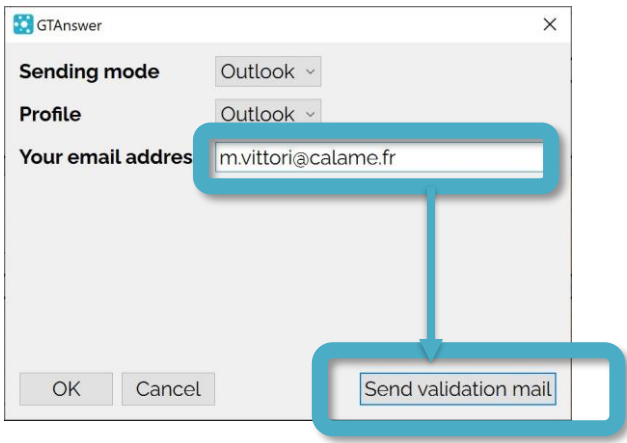 GTAnswer
Sending mode Outlook
Profile Outlook
Your email addres m.vittori@calame.fr
OK Cancel Send validation mail